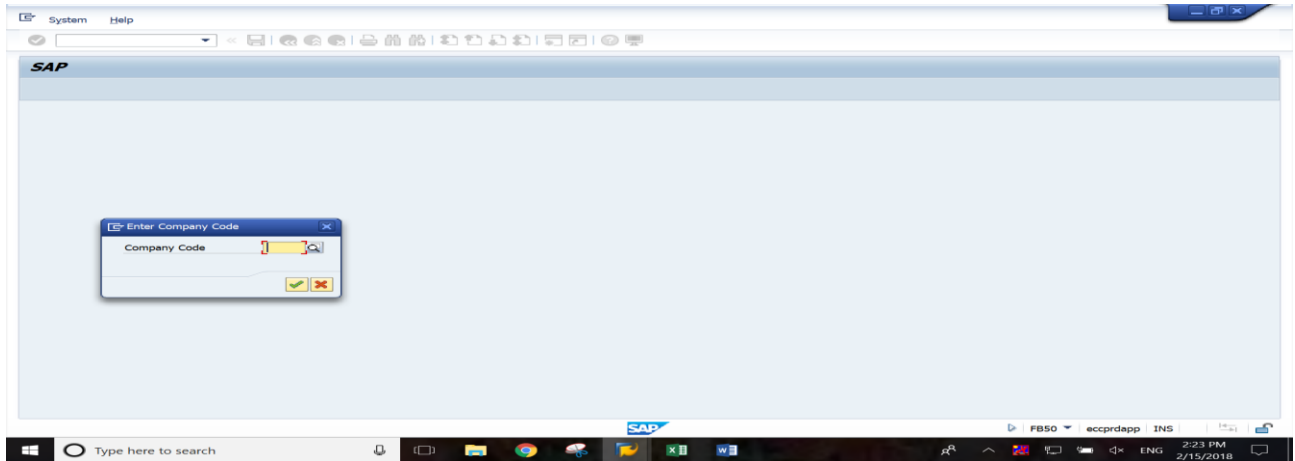 System Help
SAP
Enter Company Code
Company Code
SAP
FB50 eccprdapp INS
Type here to search
ENG
2:23 PM
2/15/2018